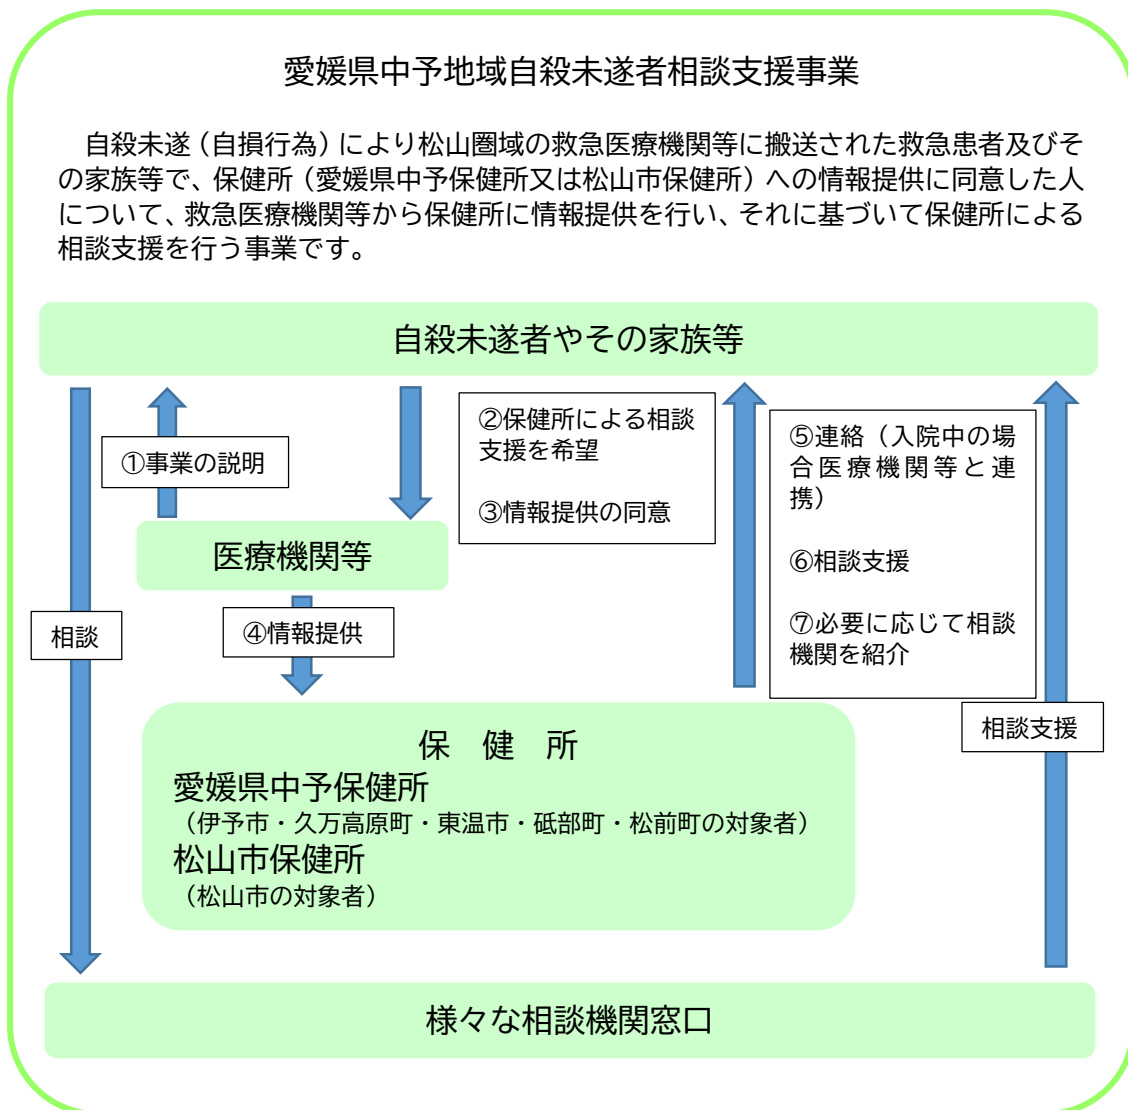 愛媛県中予地域自殺未遂者相談支援事業
自殺未遂（自損行為）により松山圏域の救急医療機関等に搬送された救急患者及びそ
の家族等で、保健所（愛媛県中予保健所又は松山市保健所）への情報提供に同意した人
について、救急医療機関等から保健所に情報提供を行い、それに基づいて保健所による
相談支援を行う事業です。
自殺未遂者やその家族等
①事業の説明
②保健所による相談
支援を希望
③情報提供の同意
⑤連絡（入院中の場
合医療機関等と連
携）
⑥相談支援
⑦必要に応じて相談
機関を紹介
医療機関等
相談
④情報提供
相談支援
保　健　所
愛媛県中予保健所
（伊予市・久万高原町・東温市・砥部町・松前町の対象者）
松山市保健所
（松山市の対象者）
様々な相談機関窓口